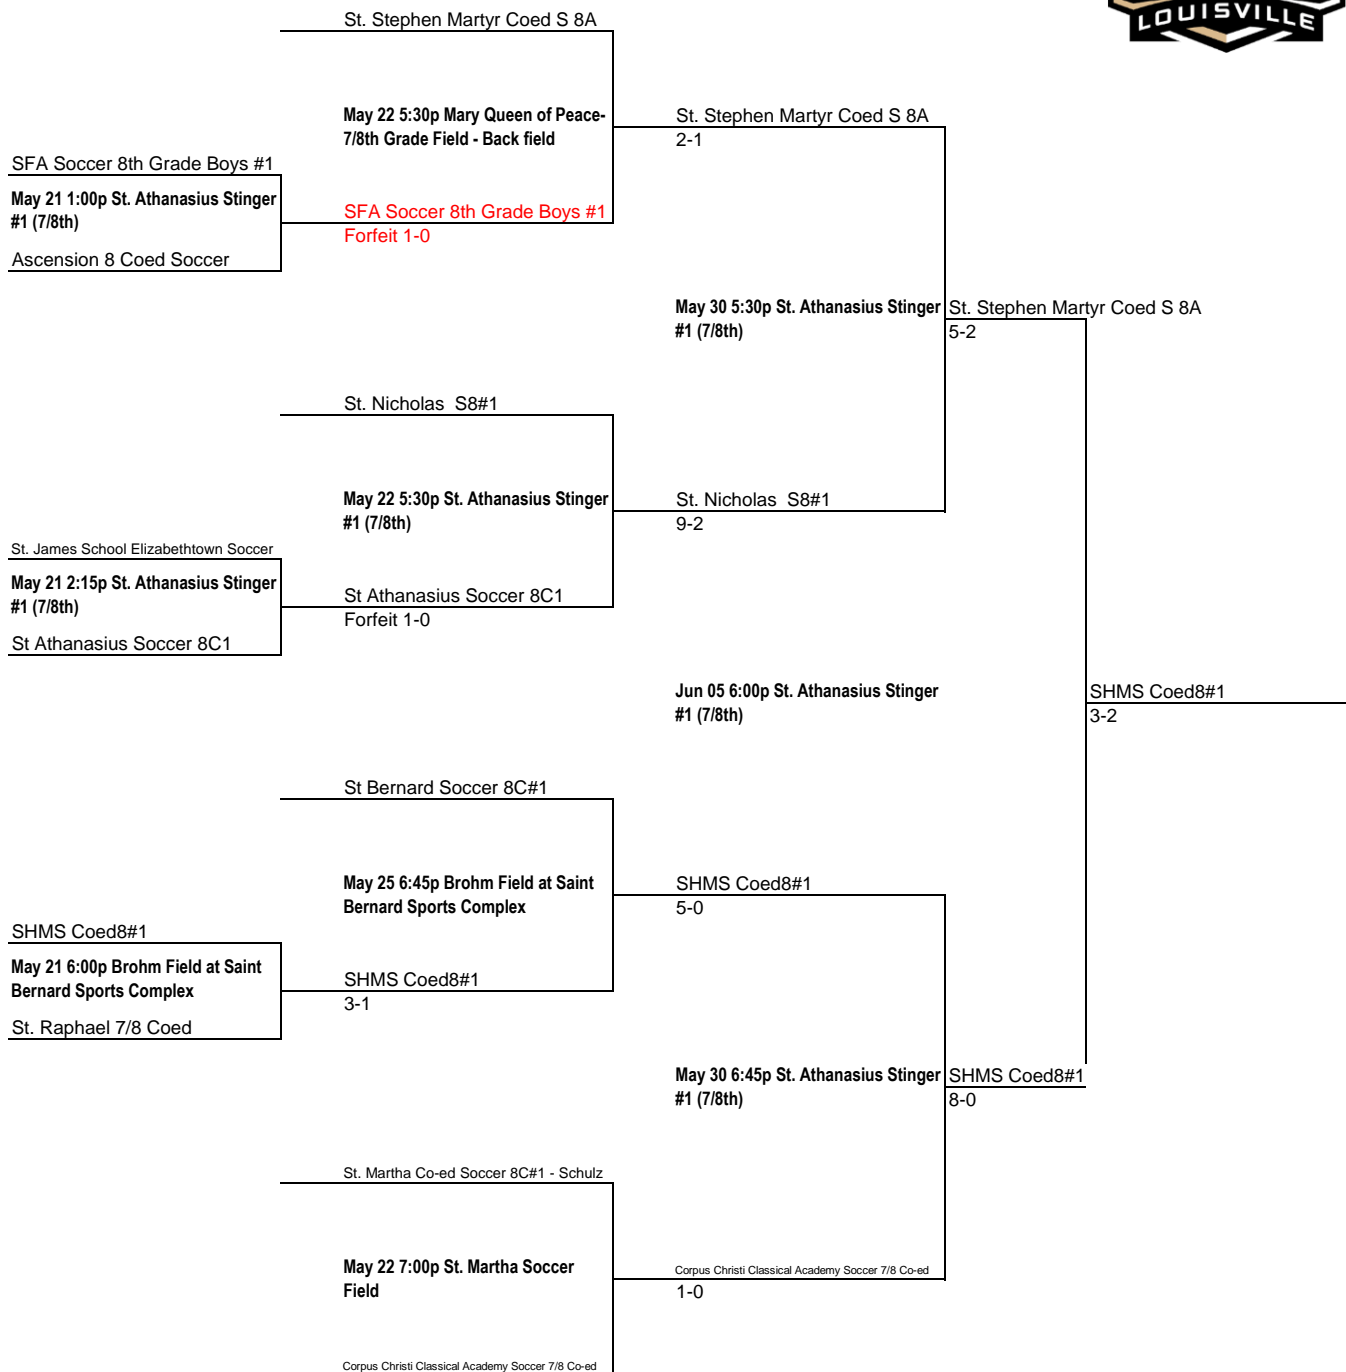 LOUISVILLE
St. Stephen Martyr Coed S 8A
May 22 5:30p Mary Queen of Peace-
7/8th Grade Field - Back field
St. Stephen Martyr Coed S 8A
2-1
SFA Soccer 8th Grade Boys #1
May 21 1:00p St. Athanasius Stinger
#1 (7/8th)
SFA Soccer 8th Grade Boys #1
Forfeit 1-0
Ascension 8 Coed Soccer
May 30 5:30p St. Athanasius Stinger
#1 (7/8th)
St. Stephen Martyr Coed S 8A
5-2
St. Nicholas  S8#1
May 22 5:30p St. Athanasius Stinger
#1 (7/8th)
St. Nicholas  S8#1
9-2
St. James School Elizabethtown Soccer
May 21 2:15p St. Athanasius Stinger
#1 (7/8th)
St Athanasius Soccer 8C1
Forfeit 1-0
St Athanasius Soccer 8C1
Jun 05 6:00p St. Athanasius Stinger
#1 (7/8th)
SHMS Coed8#1
3-2
St Bernard Soccer 8C#1
May 25 6:45p Brohm Field at Saint
Bernard Sports Complex
SHMS Coed8#1
5-0
SHMS Coed8#1
May 21 6:00p Brohm Field at Saint
Bernard Sports Complex
SHMS Coed8#1
3-1
St. Raphael 7/8 Coed
May 30 6:45p St. Athanasius Stinger
#1 (7/8th)
SHMS Coed8#1
8-0
St. Martha Co-ed Soccer 8C#1 - Schulz
May 22 7:00p St. Martha Soccer
Field
Corpus Christi Classical Academy Soccer 7/8 Co-ed
1-0
Corpus Christi Classical Academy Soccer 7/8 Co-ed